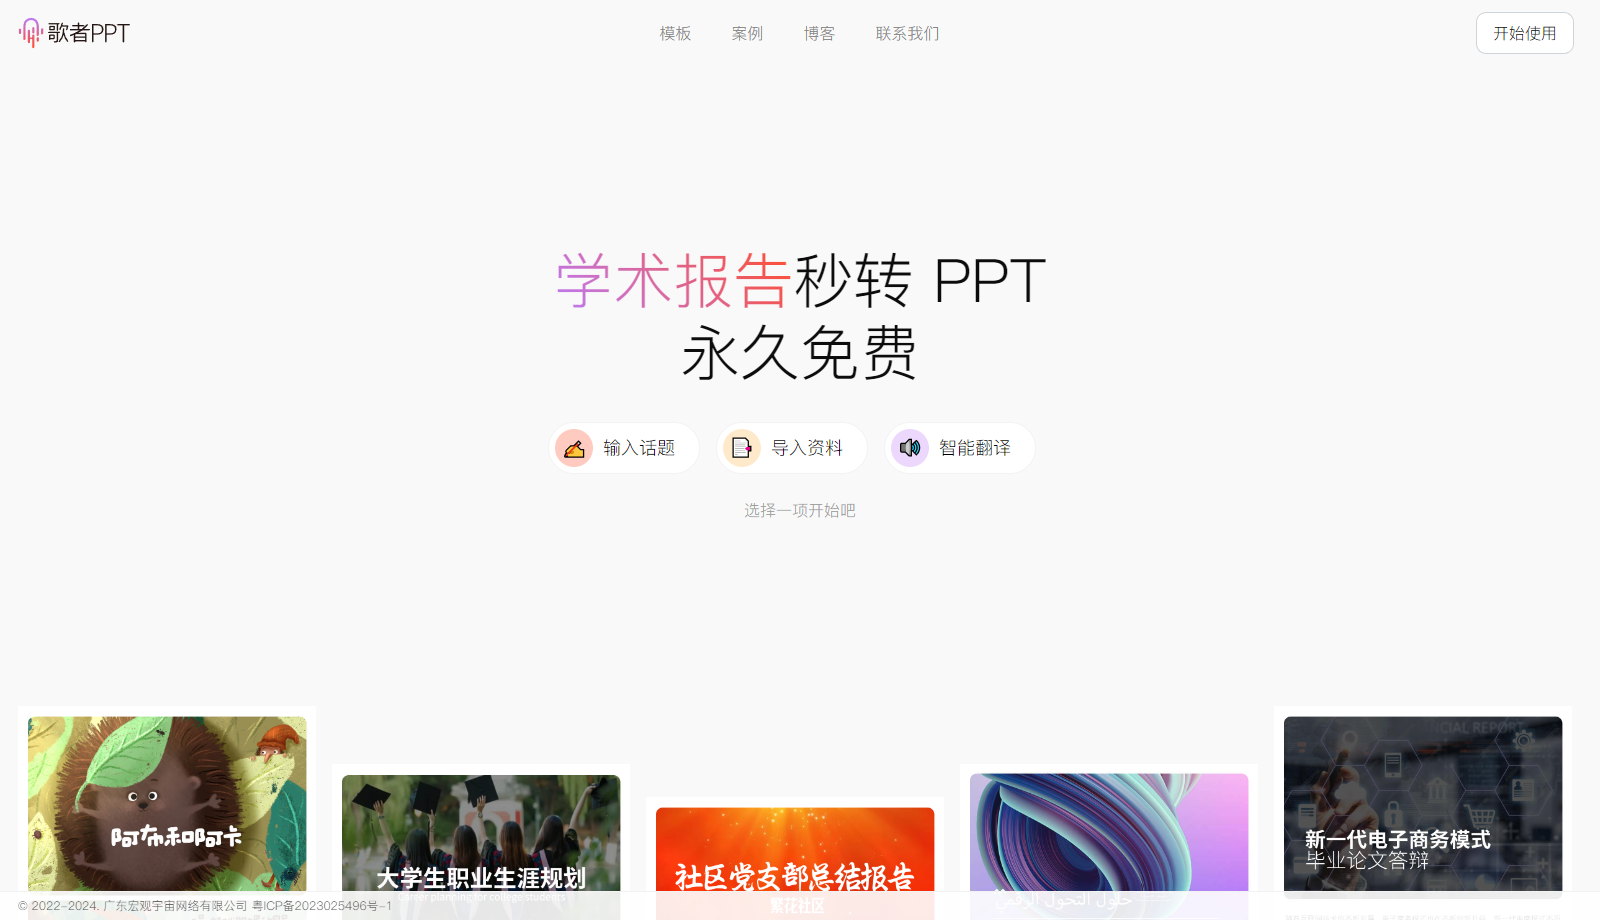 歌者PPT
模板
案例
博客
联系我们
开始使用
学术报告秒转 PPT
永久免费
输入话题
导入资料
智能翻译
选择一项开始吧
阿布和啊卡
大学生职业生涯规划
Career planning for college students
社区党支部总结报告
繁花社区
حلول التحول الرقمي
CIAL REPORT
新一代电子商务模式
毕业论文答辩
© 2022-2024. 广东宏观宇宙网络有限公司 粤ICP备2023025496号-1